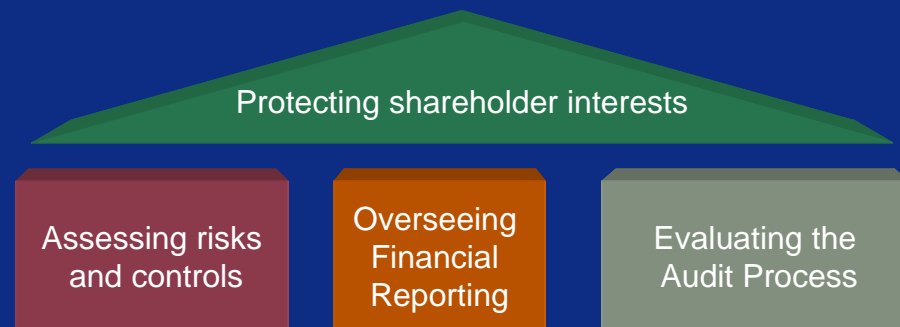 Protecting shareholder interests
Assessing risks
and controls
Overseeing
Financial
Reporting
Evaluating the
Audit Process